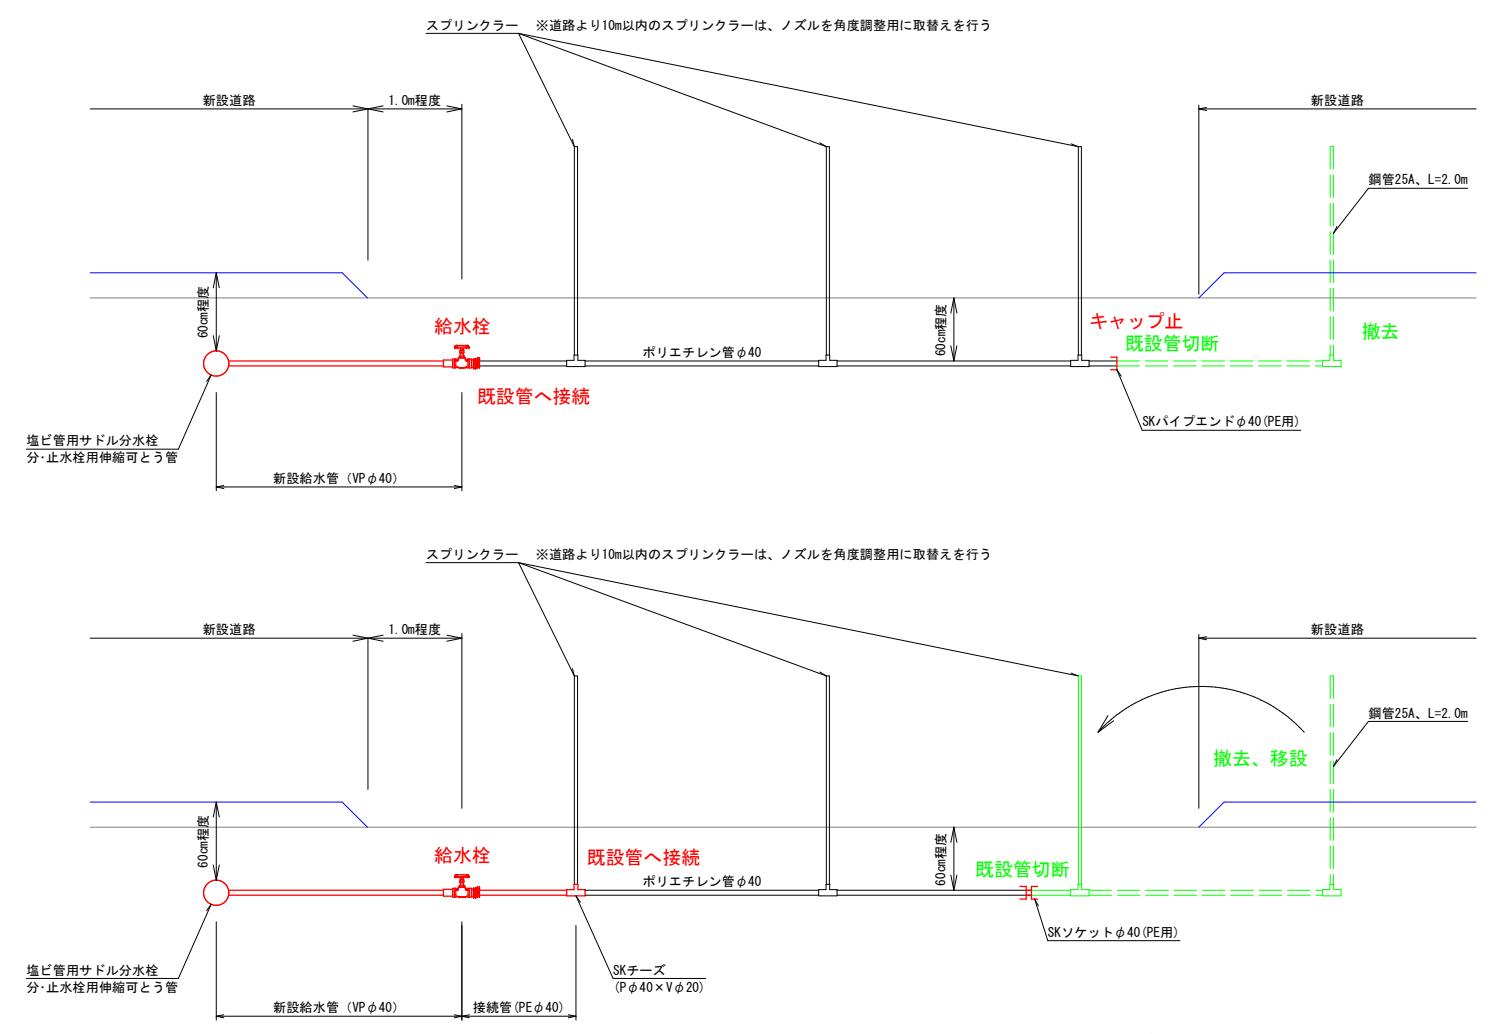 スプリンクラー　※道路より10m以内のスプリンクラーは、ノズルを角度調整用に取替えを行う
新設道路
1.0m程度
新設道路
鋼管25A、L=2.0m
60cm程度
給水栓
ポリエチレン管φ40
60cm程度
キャップ止
既設管切断
撤去
既設管へ接続
SKパイプエンドφ40(PE用)
塩ビ管用サドル分水栓
分・止水栓用伸縮可とう管
新設給水管（VPφ40）
スプリンクラー　※道路より10m以内のスプリンクラーは、ノズルを角度調整用に取替えを行う
新設道路
1.0m程度
新設道路
鋼管25A、L=2.0m
撤去、移設
60cm程度
給水栓
既設管へ接続
ポリエチレン管φ40
60cm程度
既設管切断
SKソケットφ40(PE用)
塩ビ管用サドル分水栓
分・止水栓用伸縮可とう管
SKチーズ
(Pφ40×Vφ20)
新設給水管（VPφ40）
接続管(PEφ40)